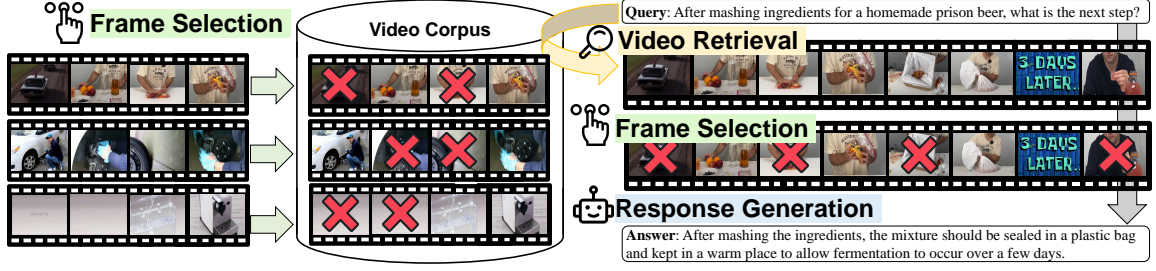 Frame Selection
Video Corpus
Query: After mashing ingredients for a homemade prison beer, what is the next step?
Video Retrieval
3 DAYS
LATER.
Frame Selection
3 DAYS
LATER.
Response Generation
Answer: After mashing the ingredients, the mixture should be sealed in a plastic bag
and kept in a warm place to allow fermentation to occur over a few days.